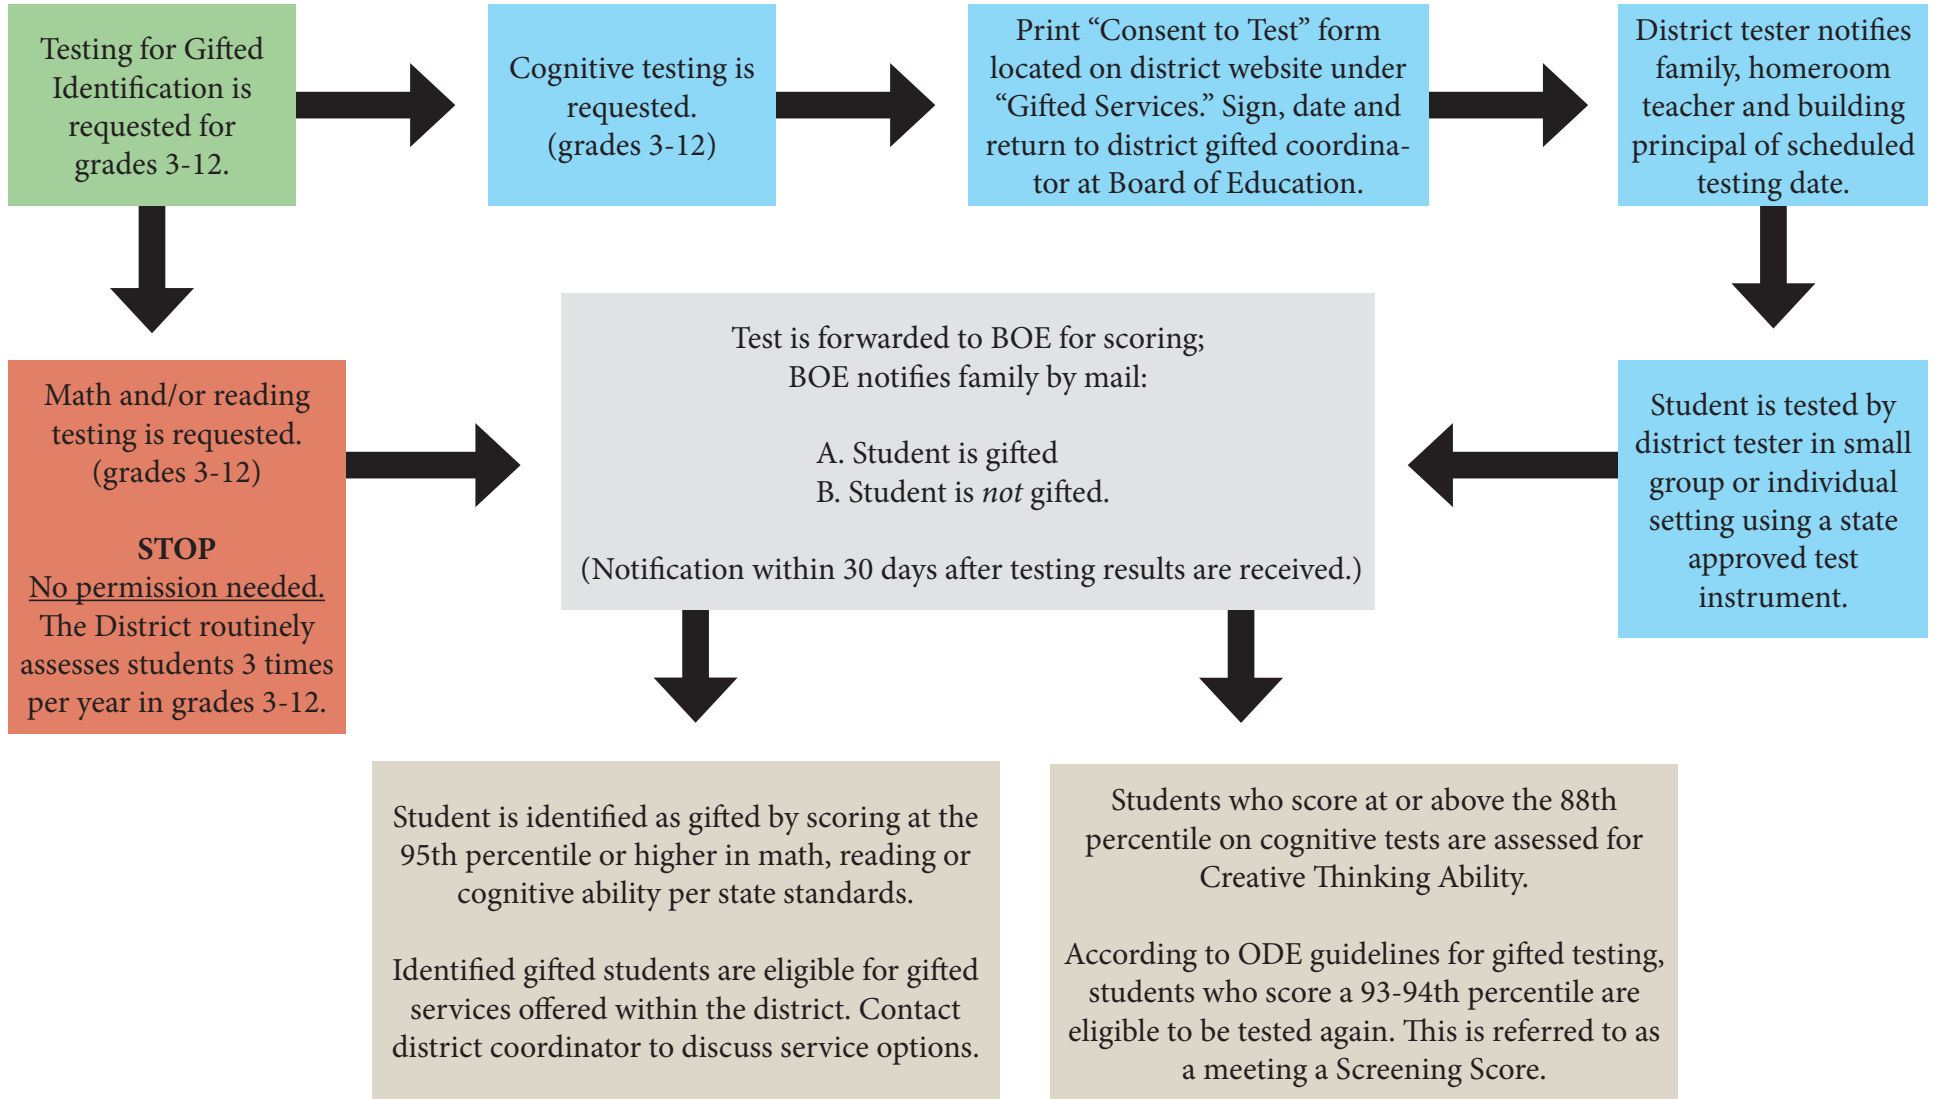 Testing for Gifted
Identification is
requested for
grades 3-12.
Cognitive testing is
requested.
(grades 3-12)
Print “Consent to Test” form
located on district website under
“Gifted Services.” Sign, date and
return to district gifted coordina-
tor at Board of Education.
District tester notifies
family, homeroom
teacher and building
principal of scheduled
testing date.
Math and/or reading
testing is requested.
(grades 3-12)
STOP
No permission needed.
The District routinely
assesses students 3 times
per year in grades 3-12.
Test is forwarded to BOE for scoring;
BOE notifies family by mail:
A. Student is gifted
B. Student is not gifted.
(Notification within 30 days after testing results are received.)
Student is tested by
district tester in small
group or individual
setting using a state
approved test
instrument.
Student is identified as gifted by scoring at the
95th percentile or higher in math, reading or
cognitive ability per state standards.
Identified gifted students are eligible for gifted
services offered within the district. Contact
district coordinator to discuss service options.
Students who score at or above the 88th
percentile on cognitive tests are assessed for
Creative Thinking Ability.
According to ODE guidelines for gifted testing,
students who score a 93-94th percentile are
eligible to be tested again. This is referred to as
a meeting a Screening Score.